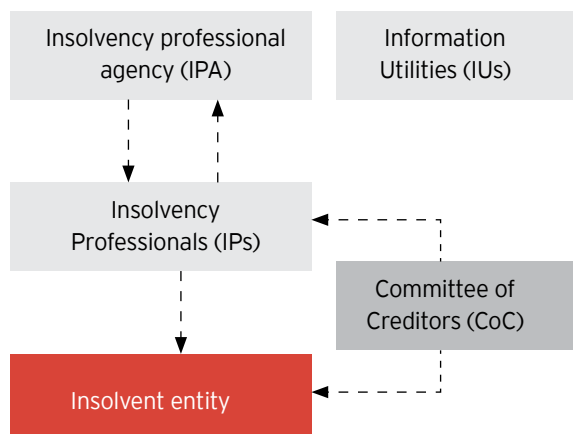 Insolvency professional
agency (IPA)
Information
Utilities (IUs)
Insolvency
Professionals (IPs)
Committee of
Creditors (CoC)
Insolvent entity